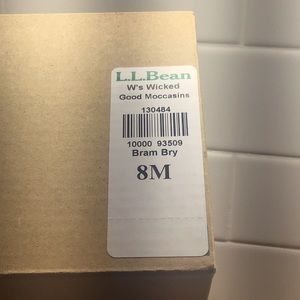 L.L.Bean
W's Wicked
Good Moccasins
130484
10000 93509
Bram Bry
8M